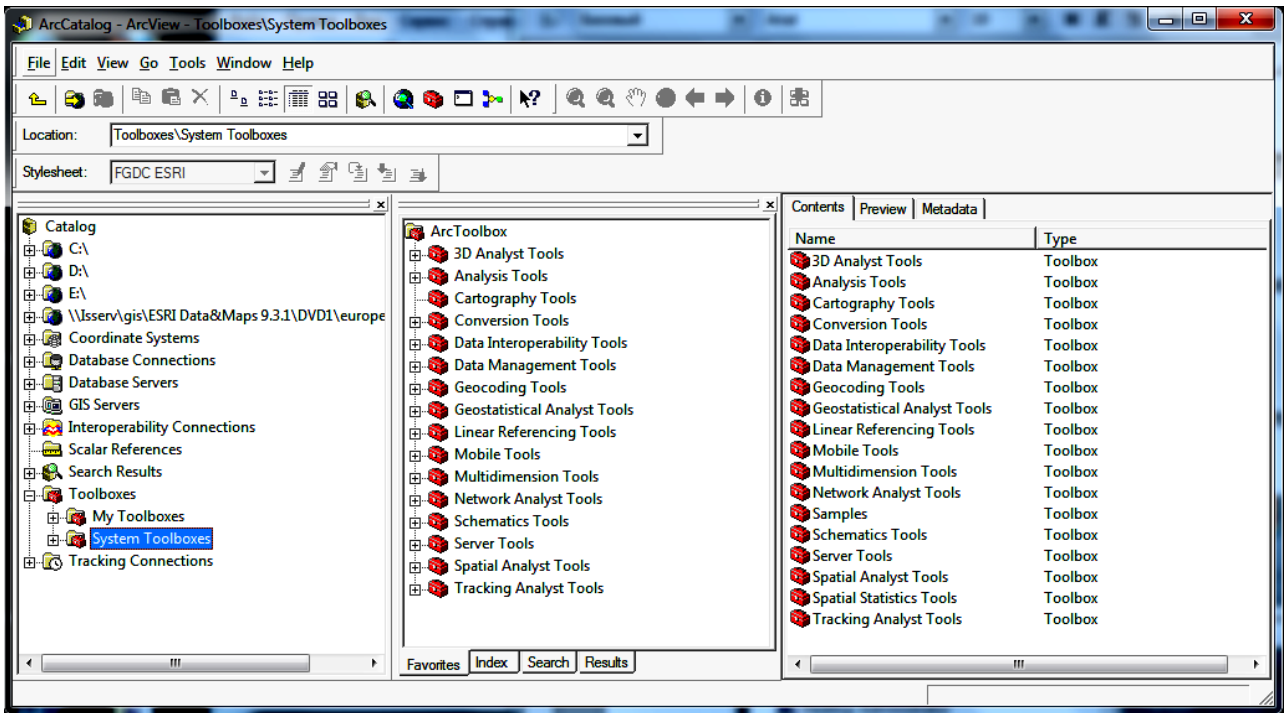 ArcCatalog - ArcView - Toolboxes\System Toolboxes
File Edit View Go Tools Window Help
Location: Toolboxes\System Toolboxes
Stylesheet: FGDC ESRI
Catalog
C:\
D:\
E:\
\\Isserv\gis\ESRI Data&Maps 9.3.1\DVD1\europe
Coordinate Systems
Database Connections
Database Servers
GIS Servers
Interoperability Connections
Scalar References
Search Results
Toolboxes
My Toolboxes
System Toolboxes
Tracking Connections
ArcToolbox
3D Analyst Tools
Analysis Tools
Cartography Tools
Conversion Tools
Data Interoperability Tools
Data Management Tools
Geocoding Tools
Geostatistical Analyst Tools
Linear Referencing Tools
Mobile Tools
Multidimension Tools
Network Analyst Tools
Schematics Tools
Server Tools
Spatial Analyst Tools
Tracking Analyst Tools
Favorites Index Search Results
Contents Preview Metadata
Name Type
3D Analyst Tools Toolbox
Analysis Tools Toolbox
Cartography Tools Toolbox
Conversion Tools Toolbox
Data Interoperability Tools Toolbox
Data Management Tools Toolbox
Geocoding Tools Toolbox
Geostatistical Analyst Tools Toolbox
Linear Referencing Tools Toolbox
Mobile Tools Toolbox
Multidimension Tools Toolbox
Network Analyst Tools Toolbox
Samples Toolbox
Schematics Tools Toolbox
Server Tools Toolbox
Spatial Analyst Tools Toolbox
Spatial Statistics Tools Toolbox
Tracking Analyst Tools Toolbox